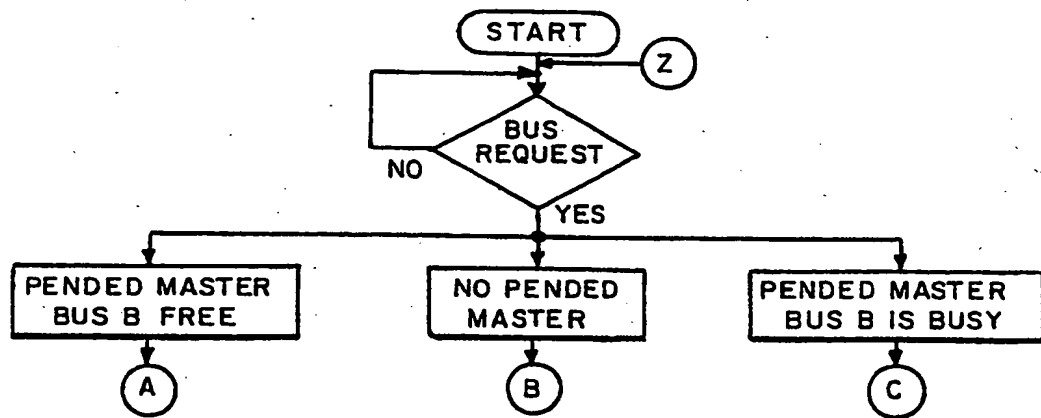 START
Z
BUS
REQUEST
NO
YES
PENDED MASTER
BUS B FREE
NO PENDED
MASTER
PENDED MASTER
BUS B IS BUSY
A
B
C